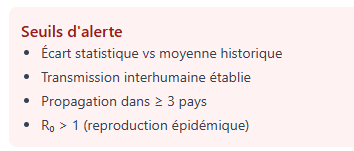 Seuils d'alerte
• Écart statistique vs moyenne historique
• Transmission interhumaine établie
• Propagation dans ≥ 3 pays
• R₀ > 1 (reproduction épidémique)